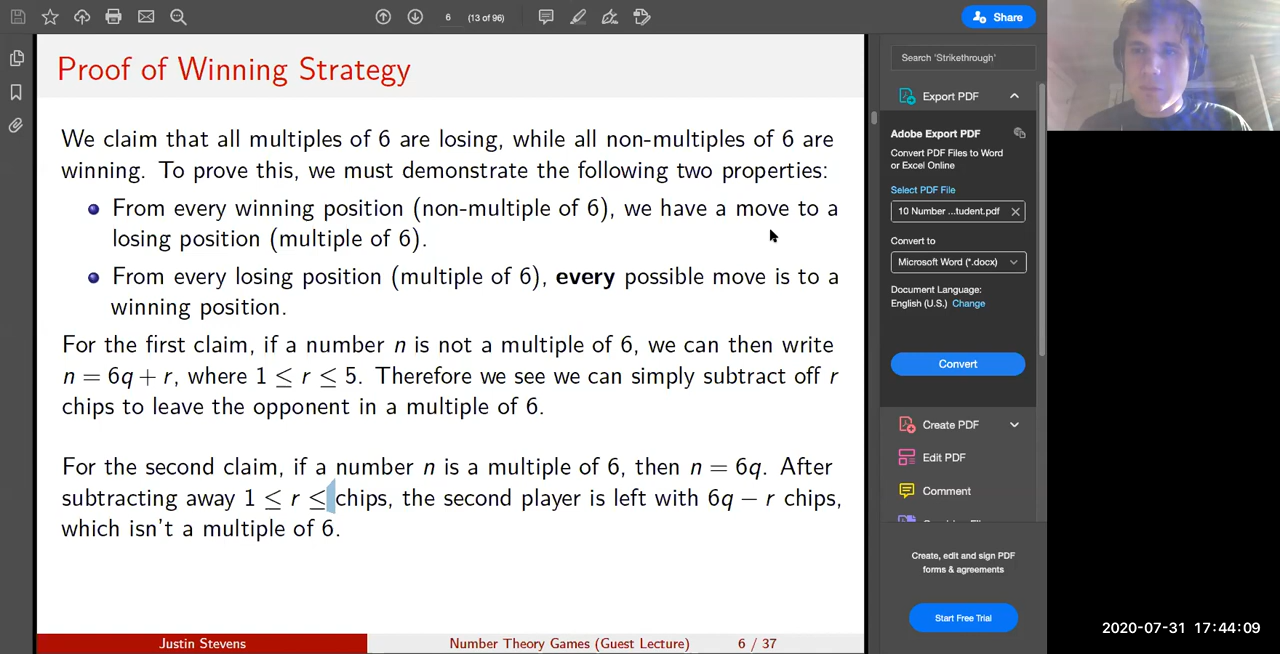 6 (13 of 96)
Share
Proof of Winning Strategy
We claim that all multiples of 6 are losing, while all non-multiples of 6 are
winning. To prove this, we must demonstrate the following two properties:
From every winning position (non-multiple of 6), we have a move to a
losing position (multiple of 6).
From every losing position (multiple of 6), every possible move is to a
winning position.
For the first claim, if a number n is not a multiple of 6, we can then write
n = 6q + r, where 1 ≤ r ≤ 5. Therefore we see we can simply subtract off r
chips to leave the opponent in a multiple of 6.
For the second claim, if a number n is a multiple of 6, then n = 6q. After
subtracting away 1 ≤ r ≤ chips, the second player is left with 6q − r chips,
which isn't a multiple of 6.
Justin Stevens
Number Theory Games (Guest Lecture)
6 / 37
Search 'Strikethrough'
Export PDF
Adobe Export PDF
Convert PDF Files to Word
or Excel Online
Select PDF File
10 Number ...tudent.pdf
Convert to
Microsoft Word (*.docx)
Document Language:
English (U.S.) Change
Convert
Create PDF
Edit PDF
Comment
Create, edit and sign PDF
forms & agreements
Start Free Trial
2020-07-31 17:44:09